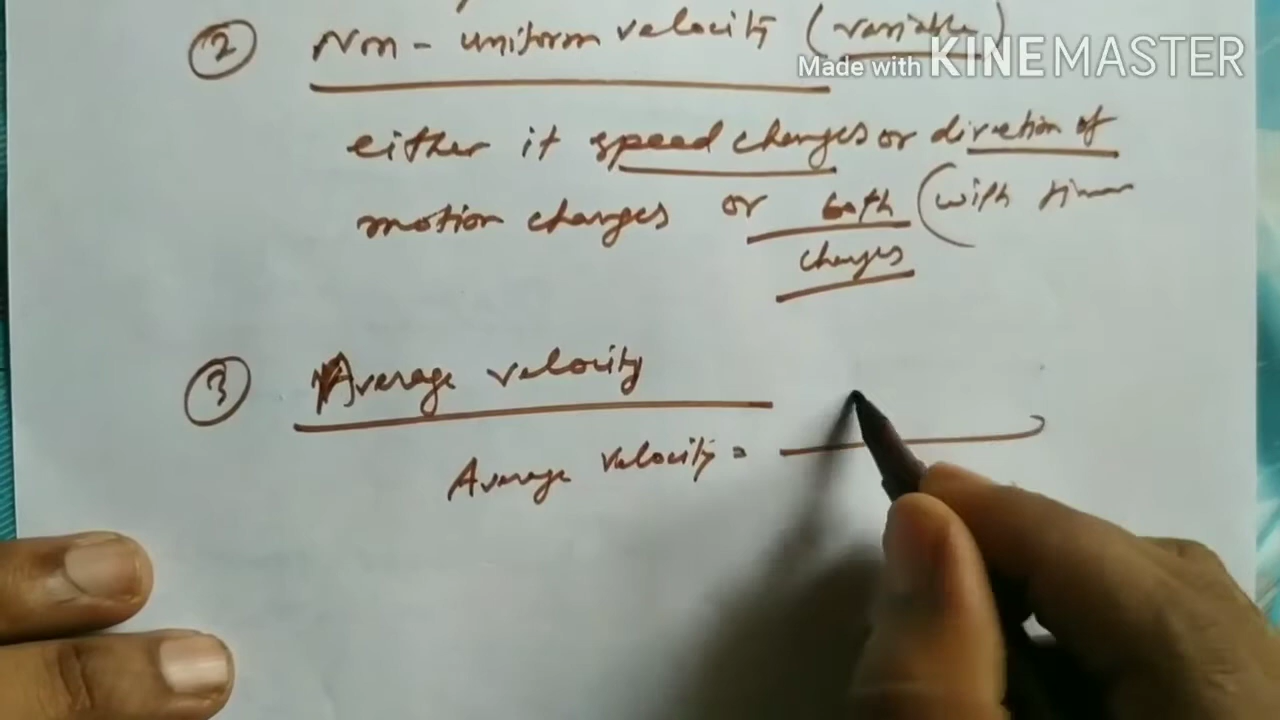 ② Non-uniform velocity (variable)
Made with KINEMASTER
either it speed changes or direction of
motion changes or both (with
changes
③ Average velocity
Average velocity =